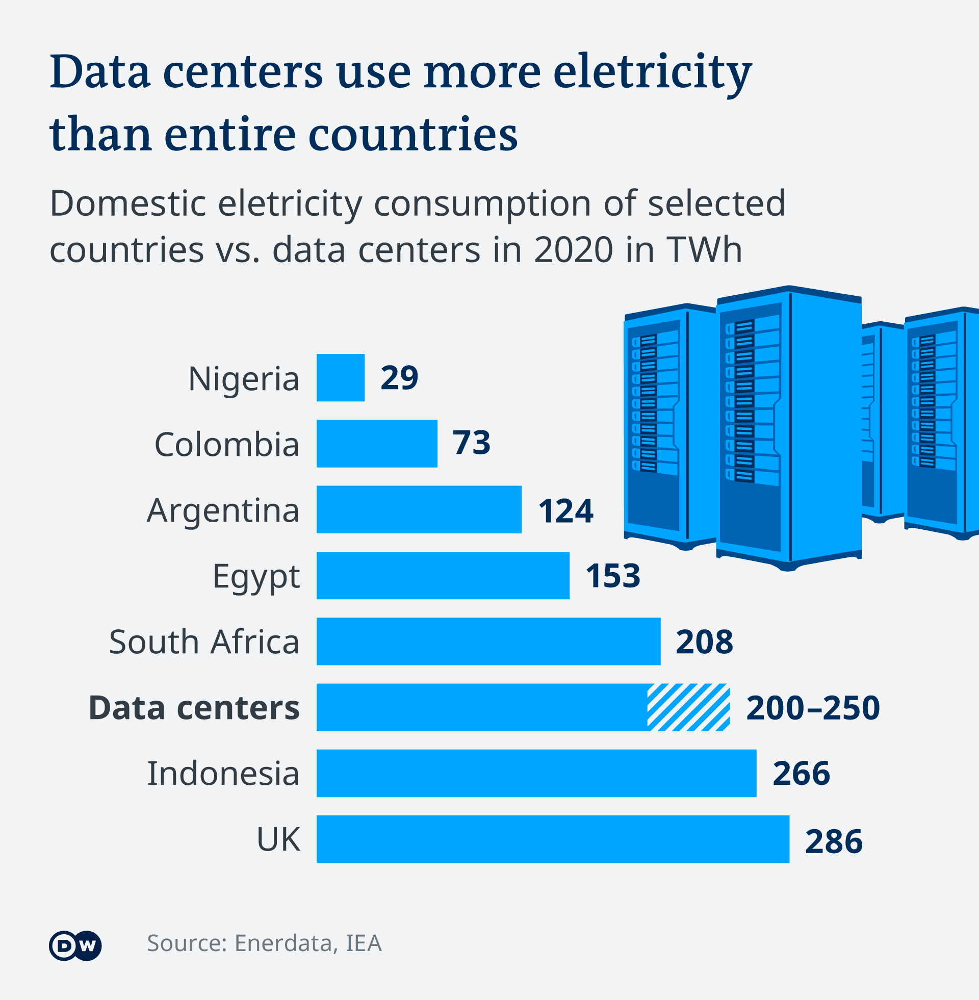 Data centers use more eletricity
than entire countries
Domestic eletricity consumption of selected
countries vs. data centers in 2020 in TWh
Nigeria 29
Colombia 73
Argentina 124
Egypt 153
South Africa 208
Data centers 200–250
Indonesia 266
UK 286
DW Source: Enerdata, IEA